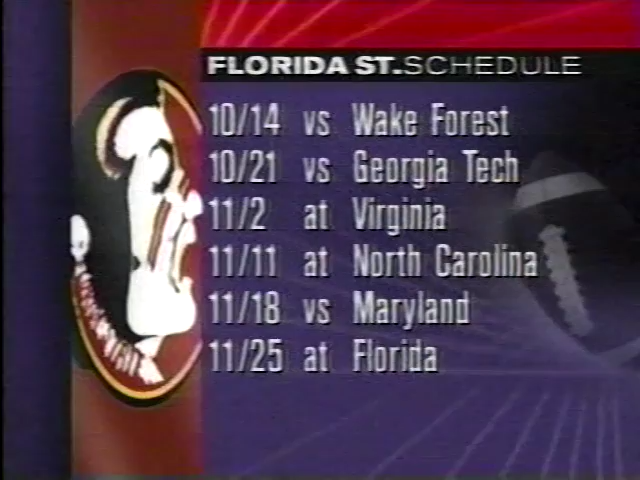 FLORIDA ST. SCHEDULE
10/14 vs Wake Forest
10/21 vs Georgia Tech
11/2 at Virginia
11/11 at North Carolina
11/18 vs Maryland
11/25 at Florida